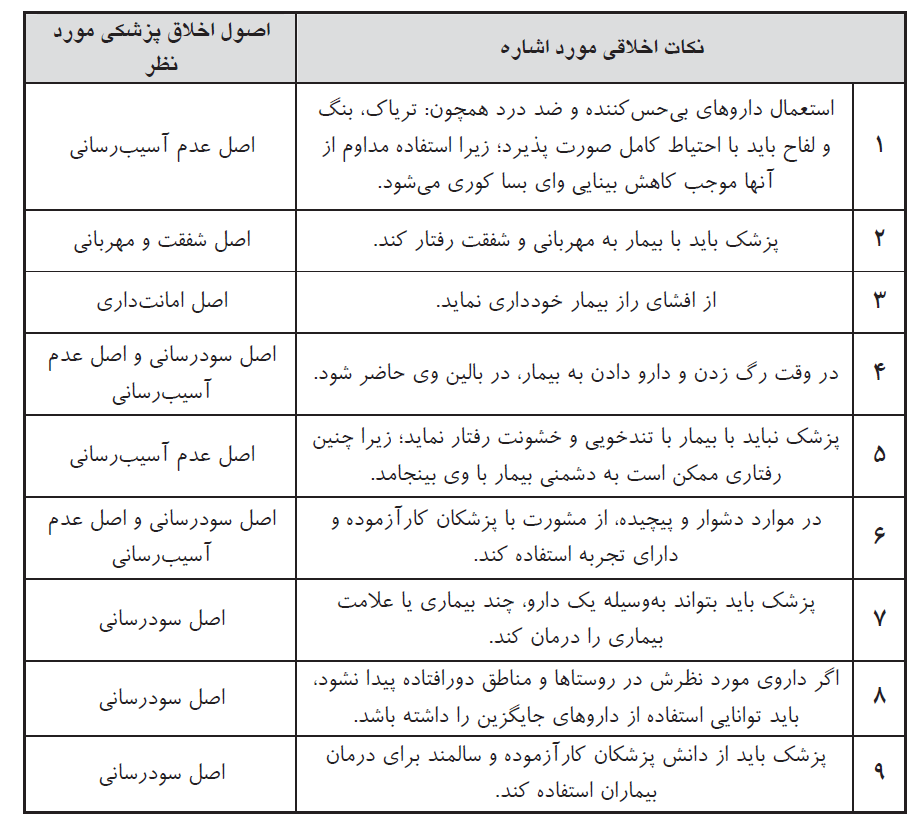 نکات اخلاقی مورد اشاره
اصول اخلاق پزشکی مورد
نظر
۱
استعمال داروهای بی‌حس‌کننده و ضد درد همچون: تریاک، بنگ
و لفاح باید با احتیاط کامل صورت پذیرد؛ زیرا استفاده مداوم از
آنها موجب کاهش بینایی وای بسا کوری می‌شود.
اصل عدم آسیب‌رسانی
۲
پزشک باید با بیمار به مهربانی و شفقت رفتار کند.
اصل شفقت و مهربانی
۳
از افشای راز بیمار خودداری نماید.
اصل امانت‌داری
۴
در وقت رگ زدن و دارو دادن به بیمار، در بالین وی حاضر شود.
اصل سودرسانی و اصل عدم
آسیب‌رسانی
۵
پزشک نباید با بیمار با تندخویی و خشونت رفتار نماید؛ زیرا چنین
رفتاری ممکن است به دشمنی بیمار با وی بینجامد.
اصل عدم آسیب‌رسانی
۶
در موارد دشوار و پیچیده، از مشورت با پزشکان کارآزموده و
دارای تجربه استفاده کند.
اصل سودرسانی و اصل عدم
آسیب‌رسانی
۷
پزشک باید بتواند به‌وسیله یک دارو، چند بیماری یا علامت
بیماری را درمان کند.
اصل سودرسانی
۸
اگر داروی مورد نظرش در روستاها و مناطق دورافتاده پیدا نشود،
باید توانایی استفاده از داروهای جایگزین را داشته باشد.
اصل سودرسانی
۹
پزشک باید از دانش پزشکان کارآزموده و سالمند برای درمان
بیماران استفاده کند.
اصل سودرسانی